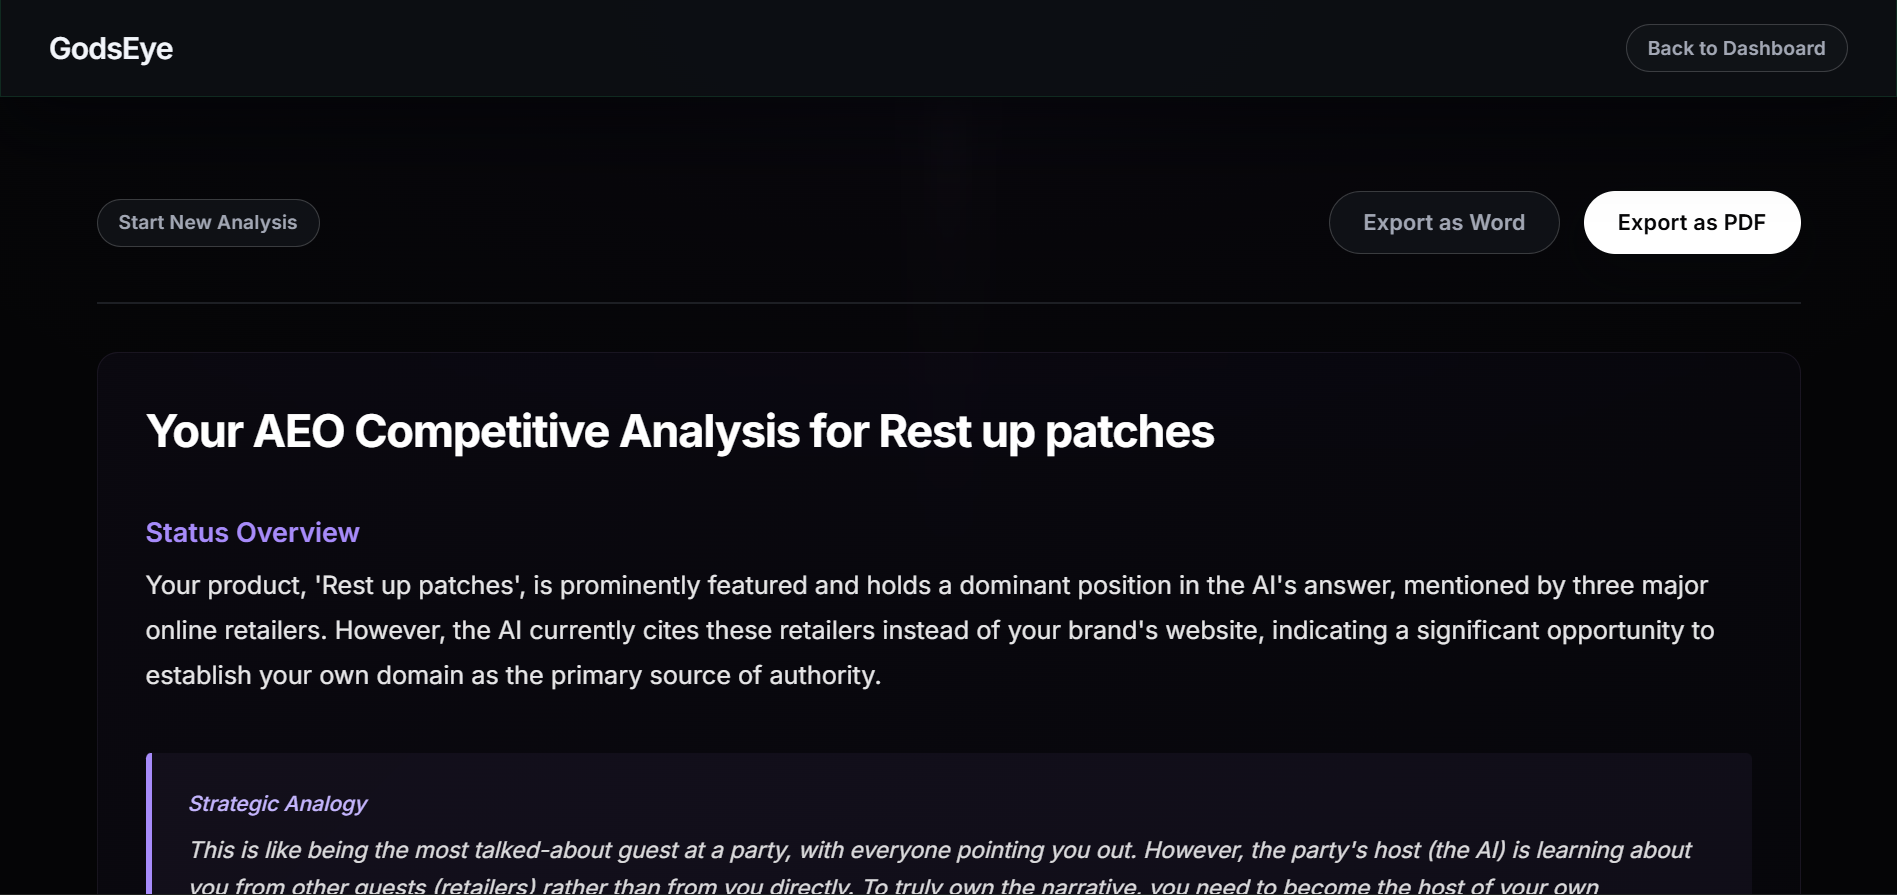 GodsEye
Back to Dashboard
Start New Analysis
Export as Word
Export as PDF
Your AEO Competitive Analysis for Rest up patches
Status Overview
Your product, 'Rest up patches', is prominently featured and holds a dominant position in the AI's answer, mentioned by three major
online retailers. However, the AI currently cites these retailers instead of your brand's website, indicating a significant opportunity to
establish your own domain as the primary source of authority.
Strategic Analogy
This is like being the most talked-about guest at a party, with everyone pointing you out. However, the party's host (the AI) is learning about
you from other guests (retailers) rather than from you directly. To truly own the narrative, you need to become the host of your own